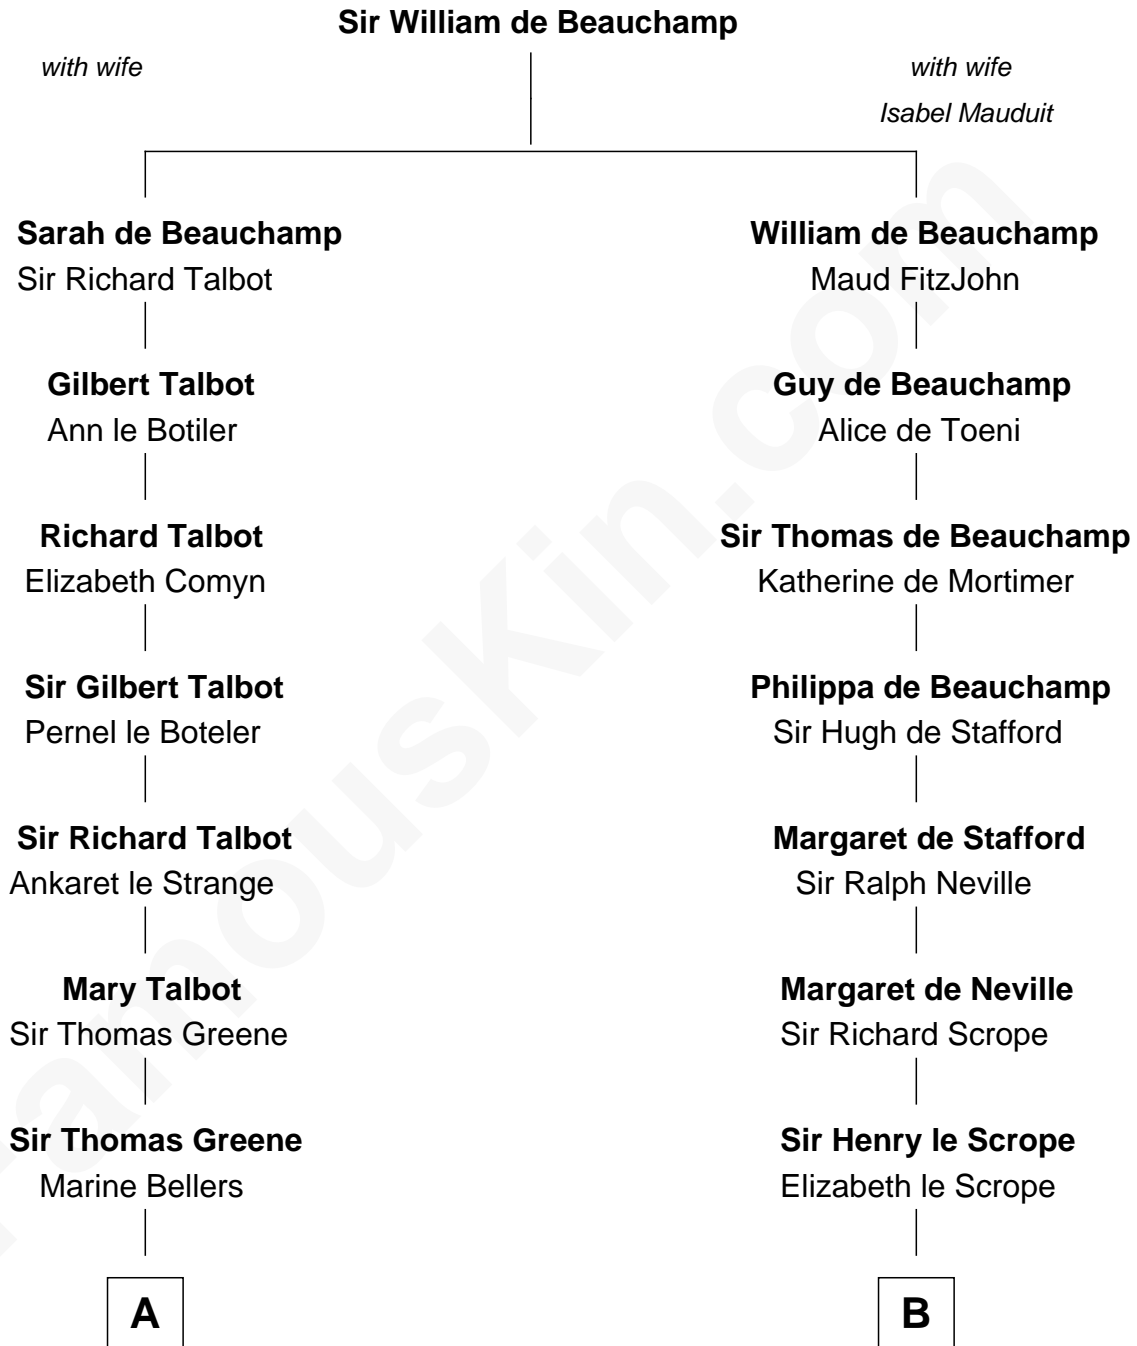 Sir William de Beauchamp
with wife
with wife
Isabel Mauduit
Sarah de Beauchamp
Sir Richard Talbot
William de Beauchamp
Maud FitzJohn
Gilbert Talbot
Ann le Botiler
Guy de Beauchamp
Alice de Toeni
Richard Talbot
Elizabeth Comyn
Sir Thomas de Beauchamp
Katherine de Mortimer
Sir Gilbert Talbot
Pernel le Boteler
Philippa de Beauchamp
Sir Hugh de Stafford
Sir Richard Talbot
Ankaret le Strange
Margaret de Stafford
Sir Ralph Neville
Mary Talbot
Sir Thomas Greene
Margaret de Neville
Sir Richard Scrope
Sir Thomas Greene
Marine Bellers
Sir Henry le Scrope
Elizabeth le Scrope
A
B
FamousKin.com